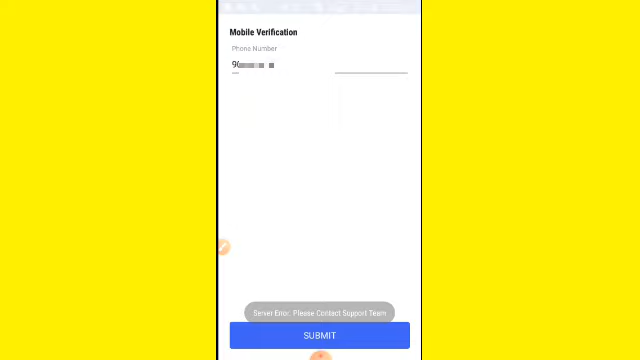 Mobile Verification
Phone Number
Server Error, Please Contact Support Team
SUBMIT